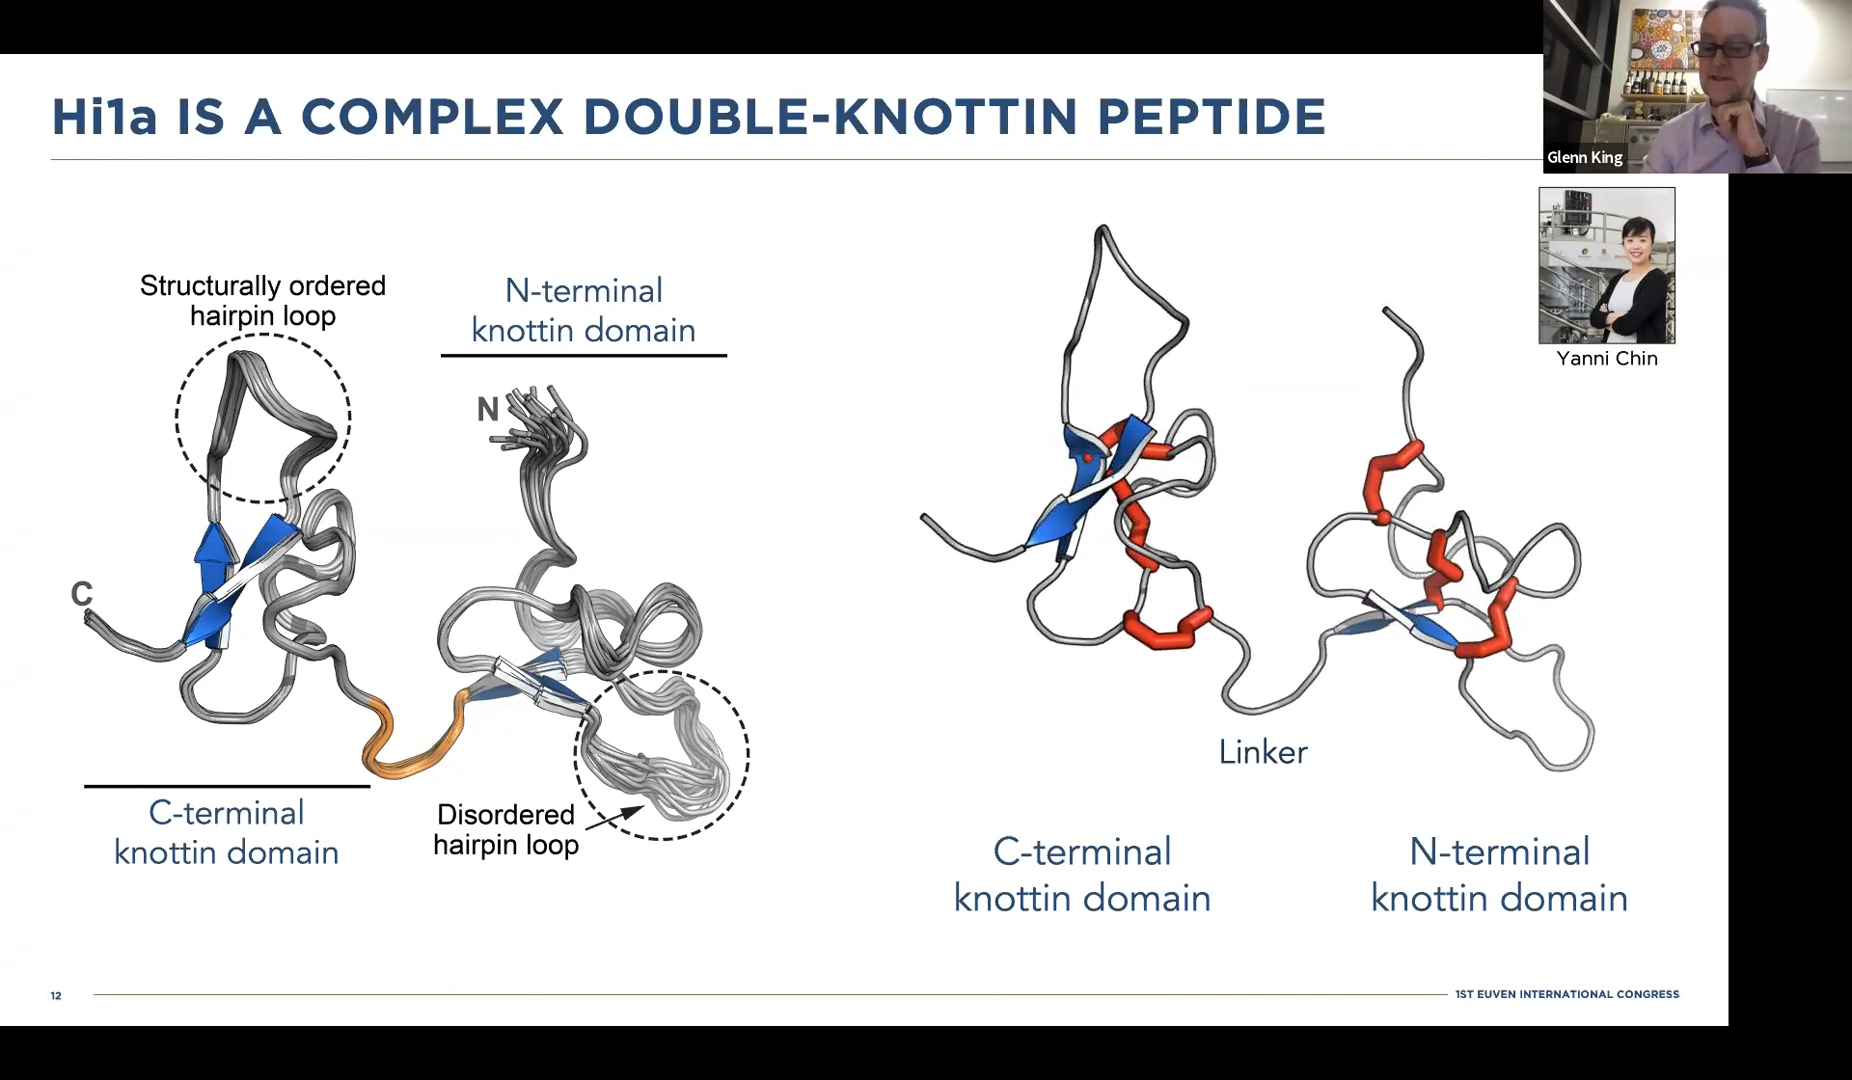 Hi1a IS A COMPLEX DOUBLE-KNOTTIN PEPTIDE
Glenn King
Yanni Chin
Structurally ordered
hairpin loop
N-terminal
knottin domain
N
C
C-terminal
knottin domain
Disordered
hairpin loop
Linker
C-terminal
knottin domain
N-terminal
knottin domain
12
1ST EUVEN INTERNATIONAL CONGRESS